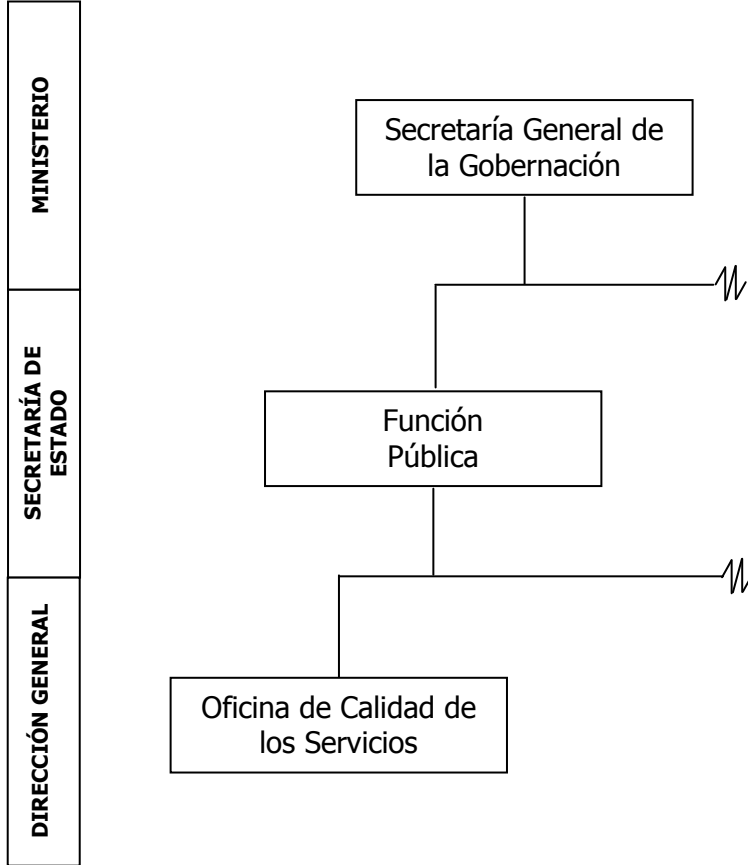 MINISTERIO
Secretaría General de
la Gobernación
SECRETARÍA DE
ESTADO
Función
Pública
DIRECCIÓN GENERAL
Oficina de Calidad de
los Servicios